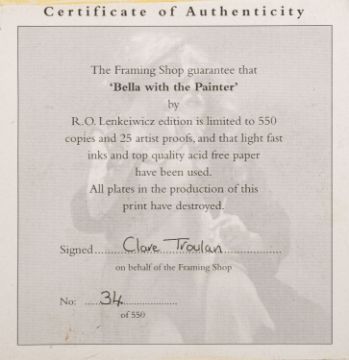 Certificate of Authenticity
The Framing Shop guarantee that
‘Bella with the Painter’
by
R.O. Lenkeiwicz edition is limited to 550
copies and 25 artist proofs, and that light fast
inks and top quality acid free paper
have been used.
All plates in the production of this
print have destroyed.
Signed....Clare Troulan....
on behalf of the Framing Shop
No: ....34....
of 550